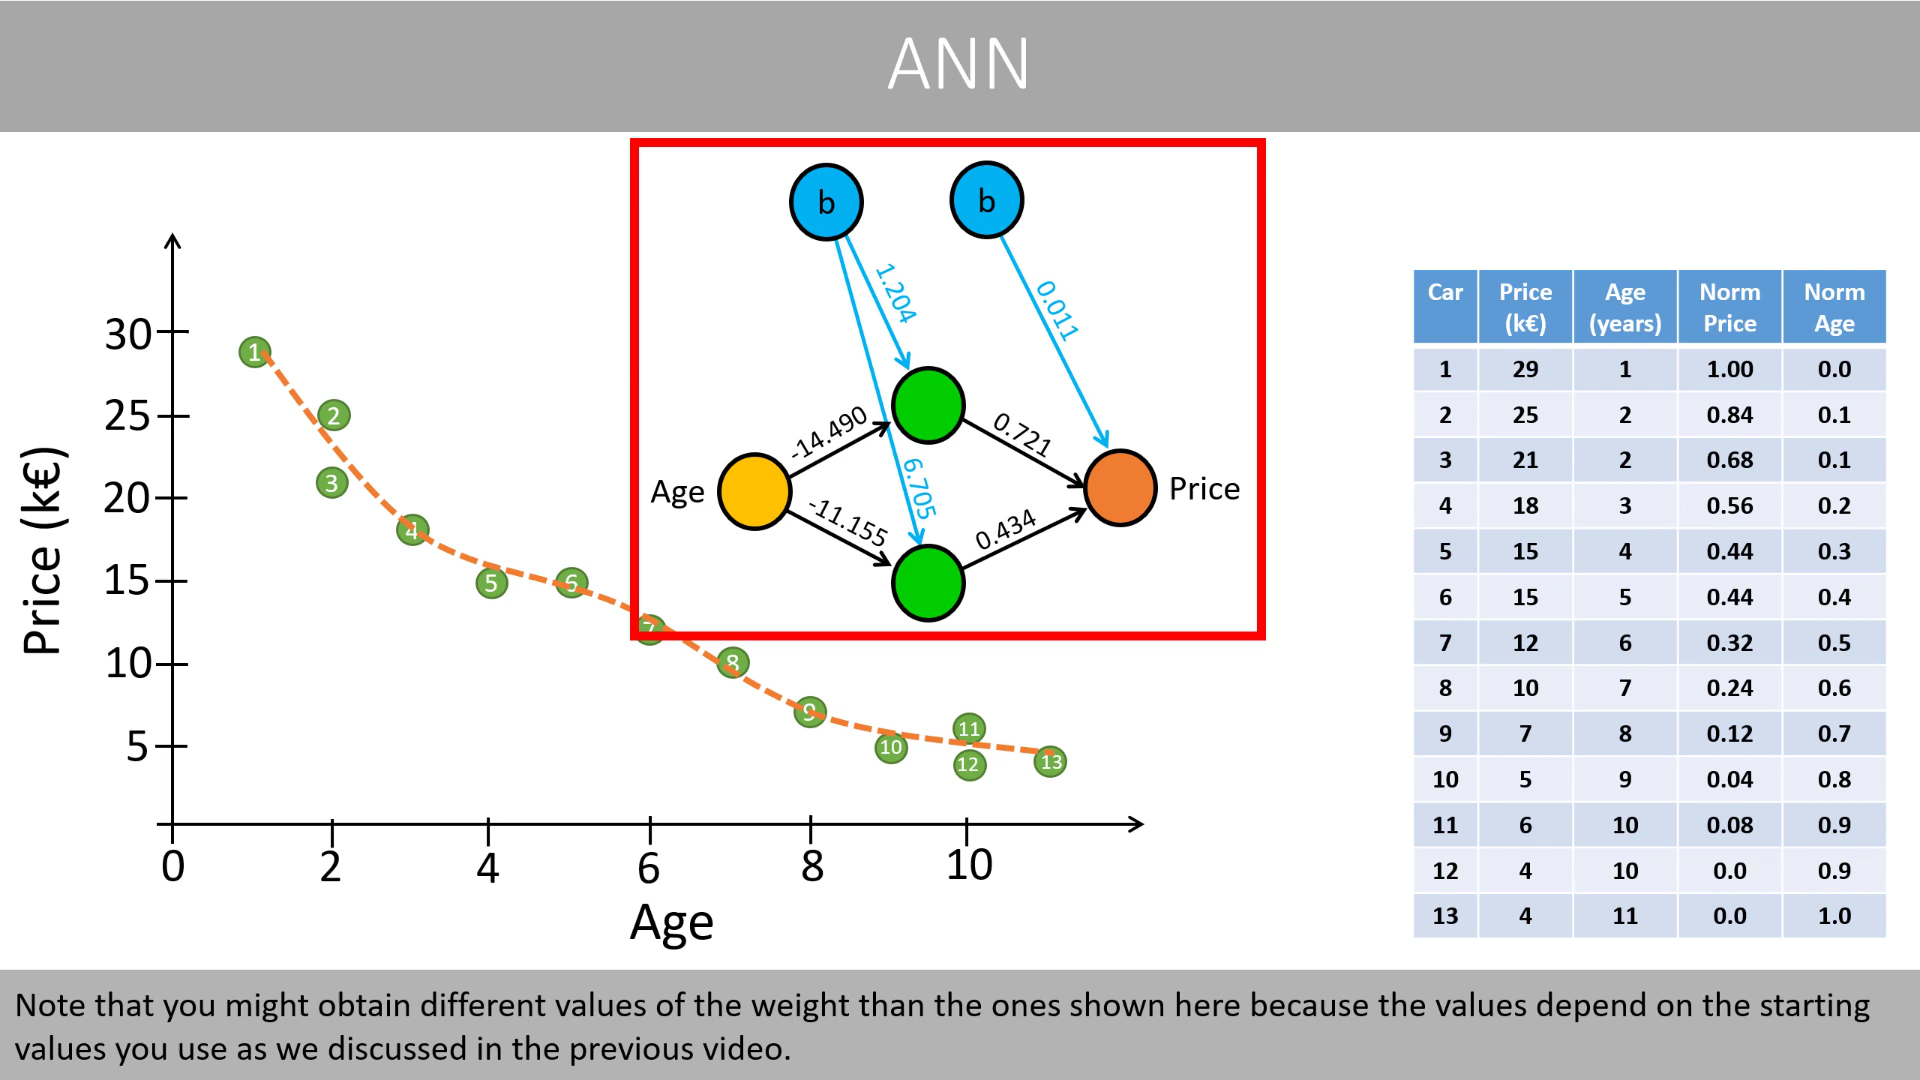 ANN
Price (k€)
30
25
20
15
10
5
0
2
4
6
8
10
Age
1
2
3
4
5
6
7
8
9
10
11
12
13
b
b
1.204
0.011
-14.490
6.705
0.721
Age
Price
-11.155
0.434
Car Price (k€) Age (years) Norm Price Norm Age
1 29 1 1.00 0.0
2 25 2 0.84 0.1
3 21 2 0.68 0.1
4 18 3 0.56 0.2
5 15 4 0.44 0.3
6 15 5 0.44 0.4
7 12 6 0.32 0.5
8 10 7 0.24 0.6
9 7 8 0.12 0.7
10 5 9 0.04 0.8
11 6 10 0.08 0.9
12 4 10 0.0 0.9
13 4 11 0.0 1.0
Note that you might obtain different values of the weight than the ones shown here because the values depend on the starting
values you use as we discussed in the previous video.